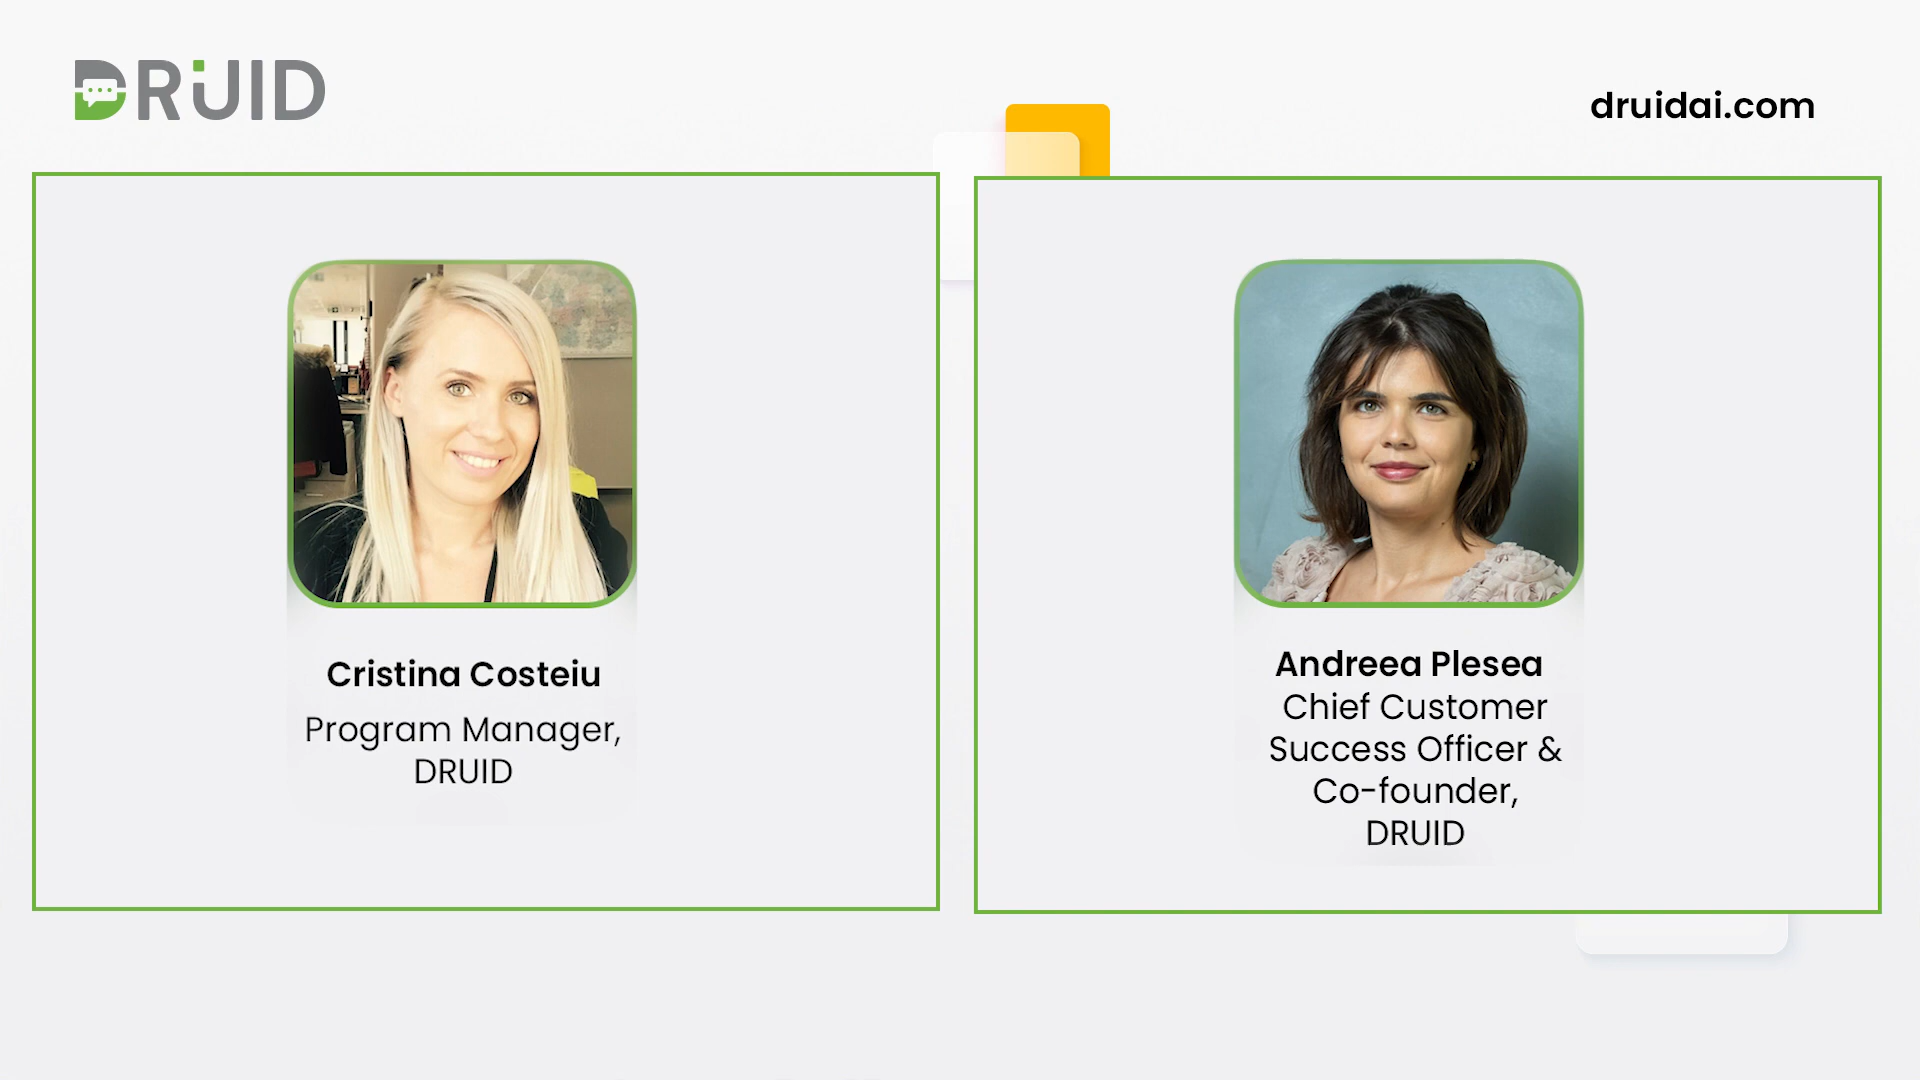 DRUID
druidai.com
Cristina Costeiu
Program Manager,
DRUID
Andreea Plesea
Chief Customer
Success Officer &
Co-founder,
DRUID